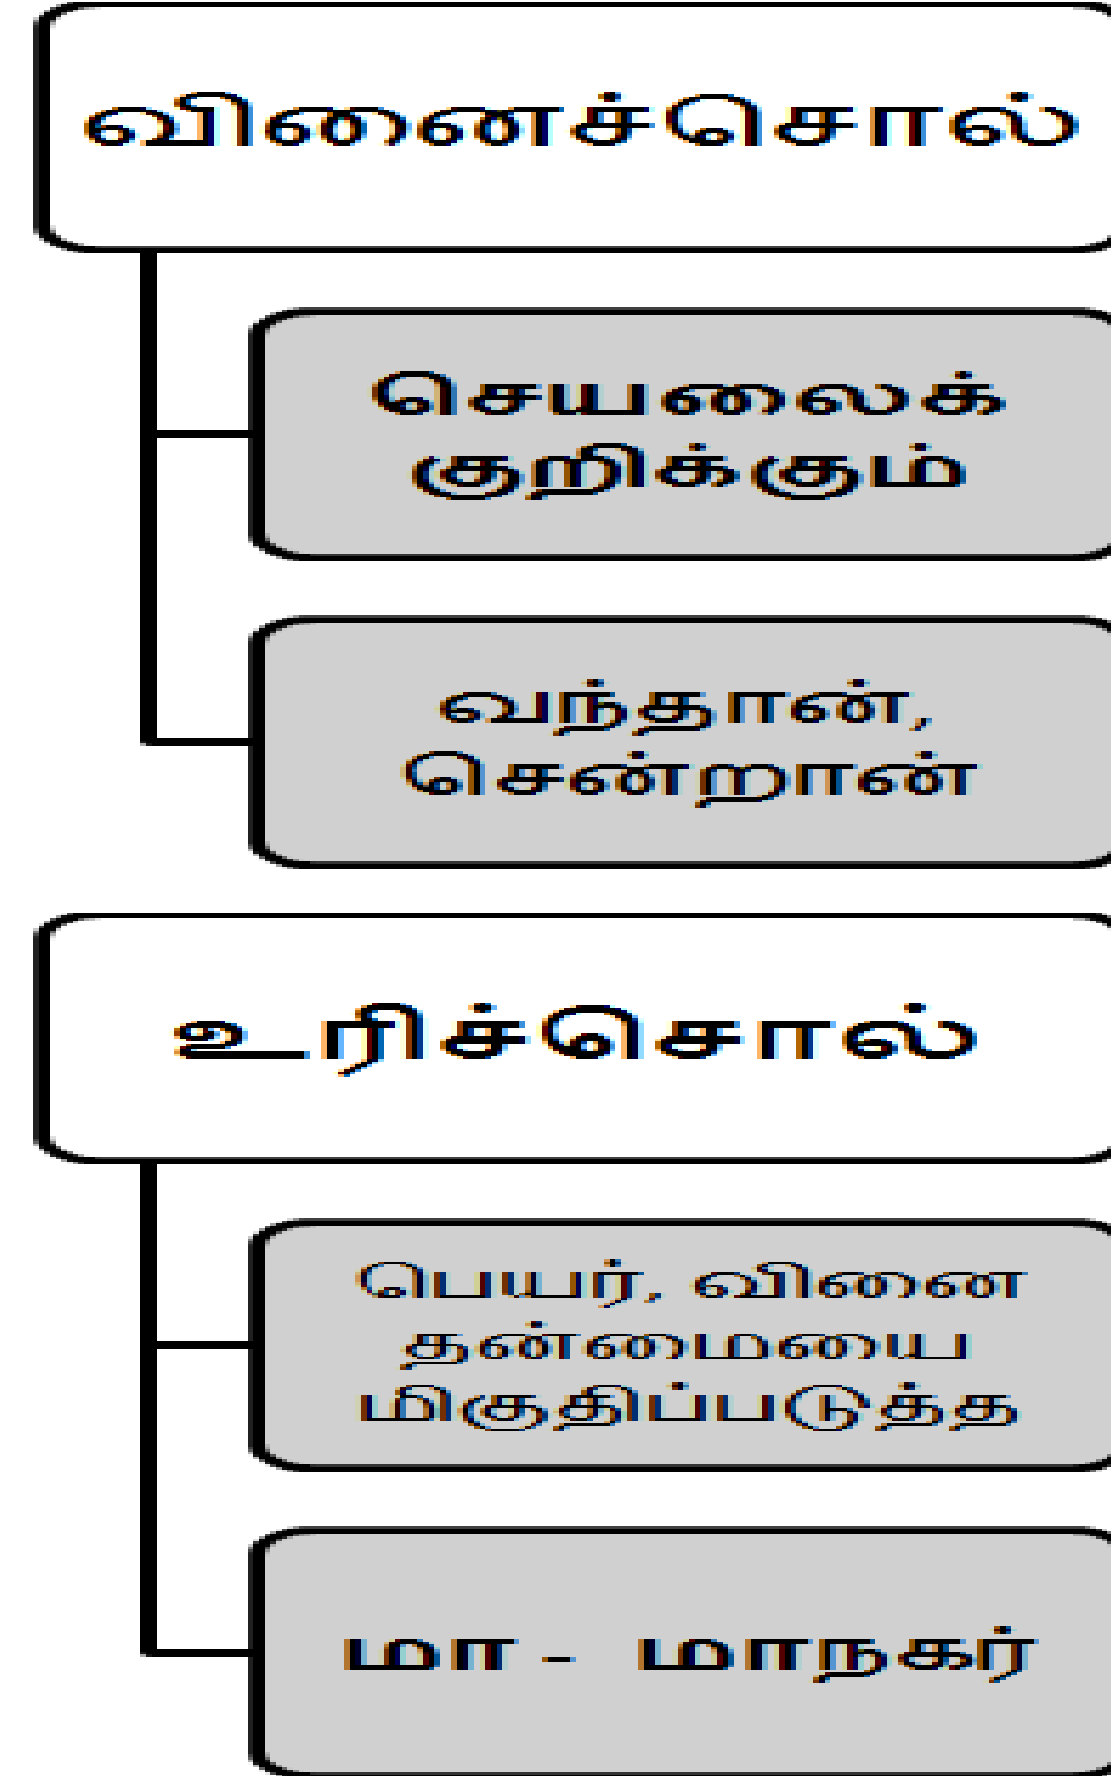 வினைச்சொல்
செயலைக்
குறிக்கும்
வந்தான்,
சென்றான்
உரிச்சொல்
பெயர், வினை
தன்மையை
மிகுதிப்படுத்த
மா - மாநகர்